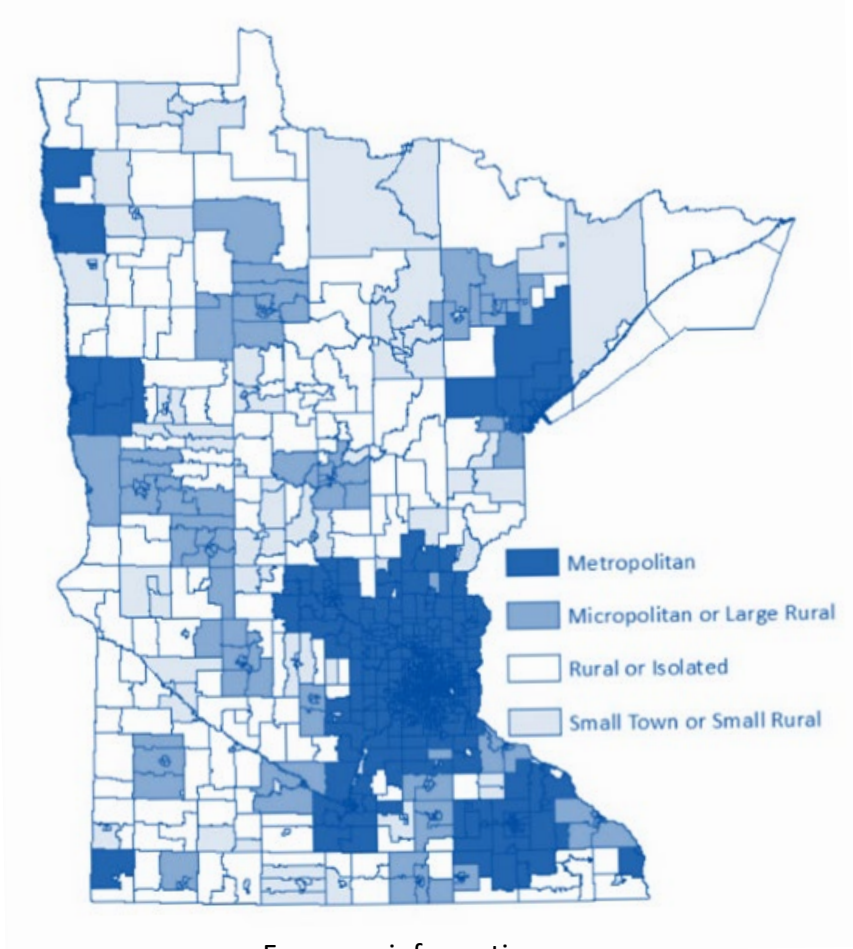 Metropolitan
Micropolitan or Large Rural
Rural or Isolated
Small Town or Small Rural